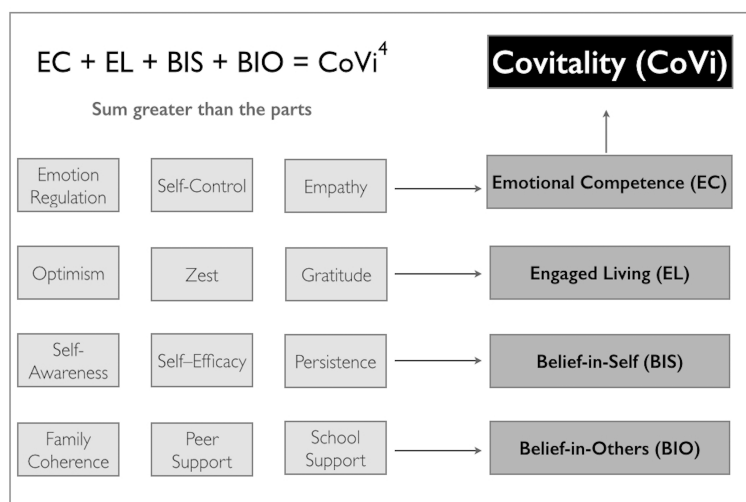 EC + EL + BIS + BIO = CoVi⁴
Covitality (CoVi)
Sum greater than the parts
Emotion
Regulation
Self-Control
Empathy
Emotional Competence (EC)
Optimism
Zest
Gratitude
Engaged Living (EL)
Self-
Awareness
Self–Efficacy
Persistence
Belief-in-Self (BIS)
Family
Coherence
Peer
Support
School
Support
Belief-in-Others (BIO)